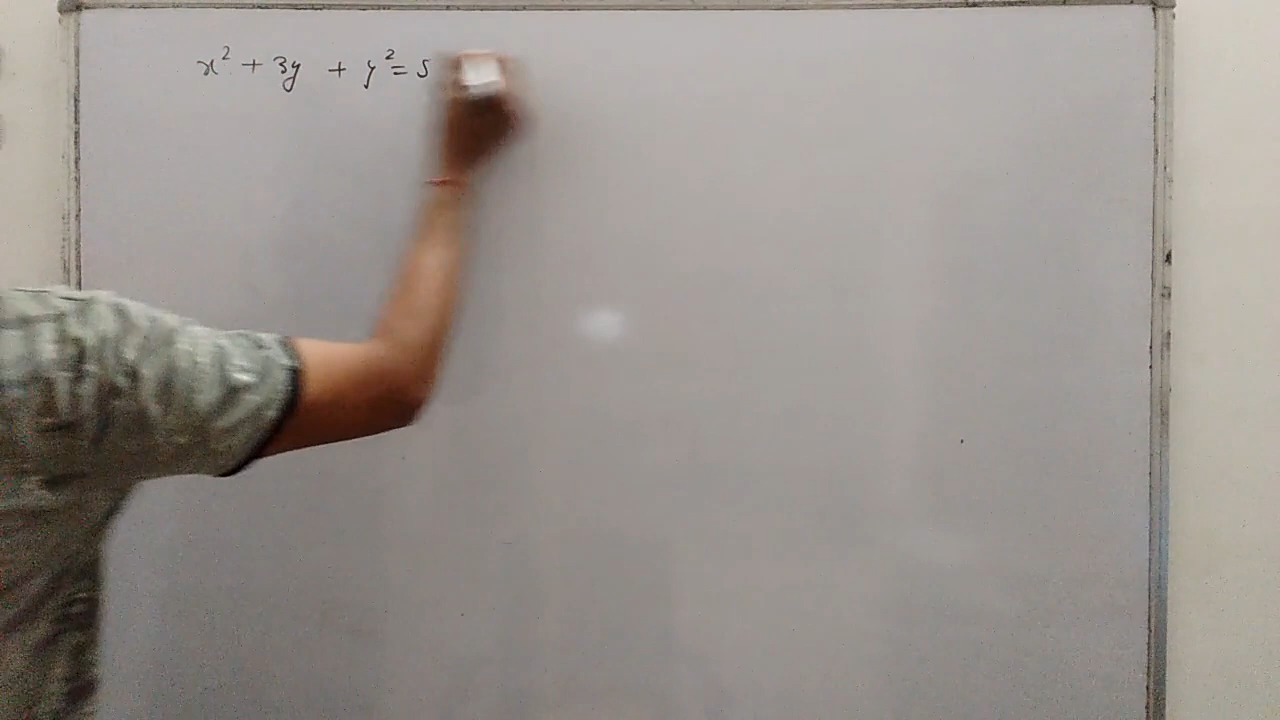 x² + 3y + y² = 5